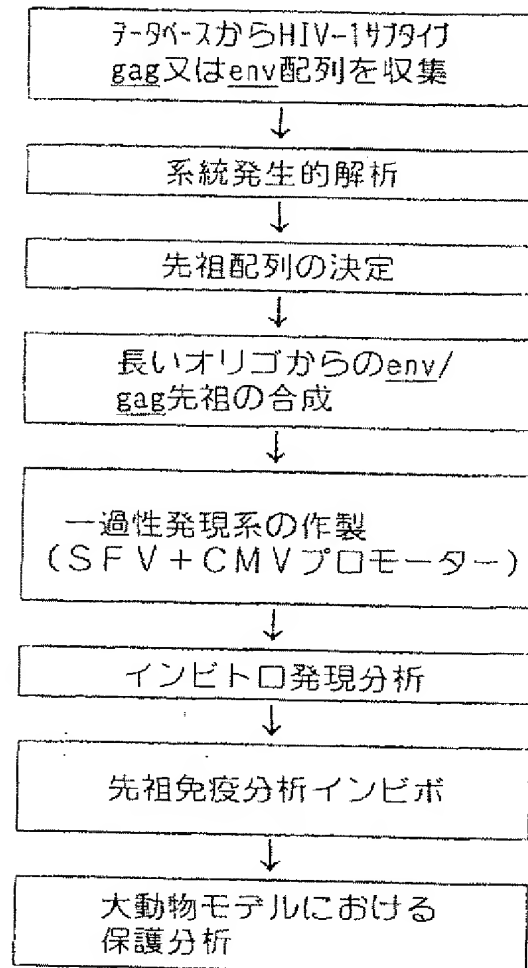 データベースからHIV-1サブタイプ
gag又はenv配列を収集
系統発生的解析
先祖配列の決定
長いオリゴからのenv/
gag先祖の合成
一過性発現系の作製
(SFV+CMVプロモーター)
インビトロ発現分析
先祖免疫分析インビボ
大動物モデルにおける
保護分析